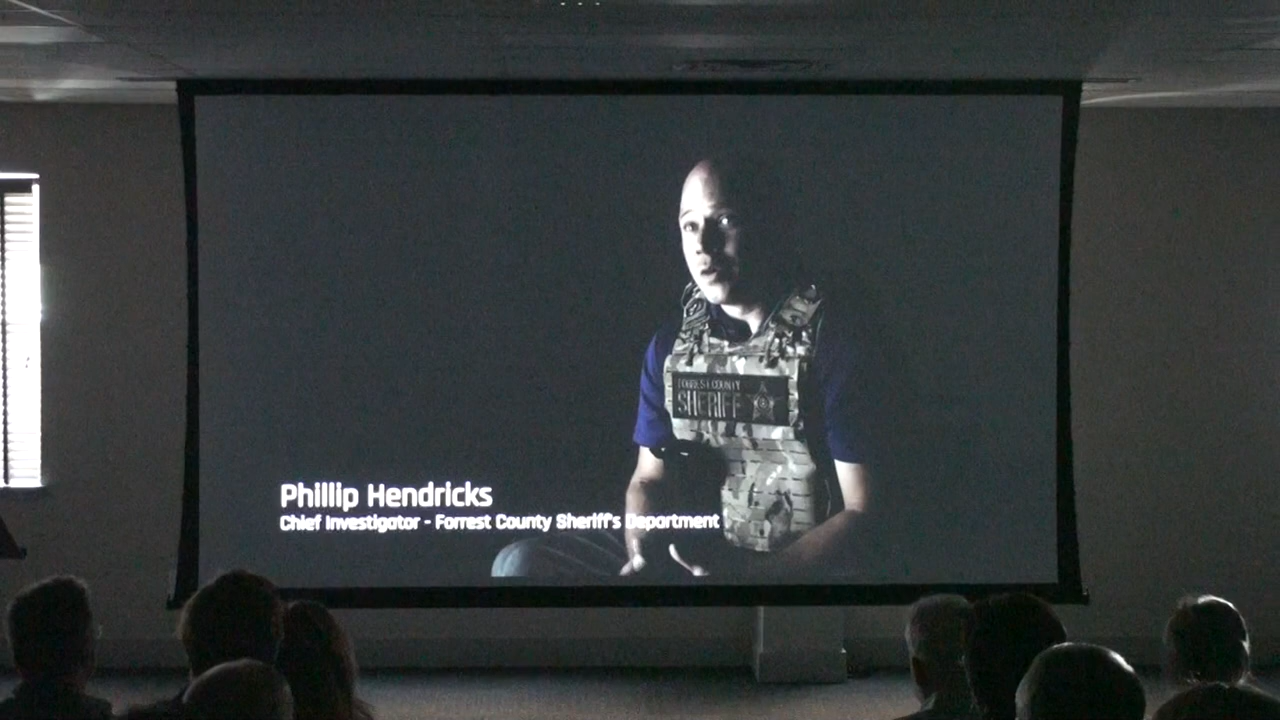 FORREST COUNTY
SHERIFF
Phillip Hendricks
Chief Investigator - Forrest County Sheriff's Department